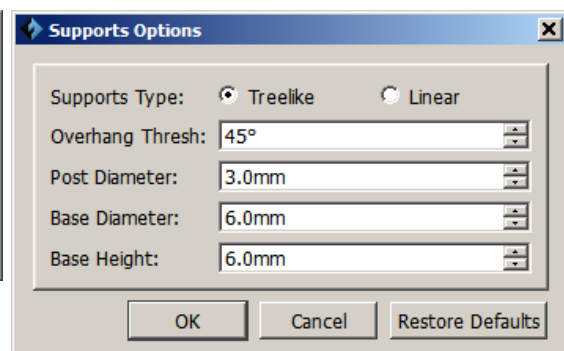 Supports Options
Supports Type: Treelike Linear
Overhang Thresh: 45°
Post Diameter: 3.0mm
Base Diameter: 6.0mm
Base Height: 6.0mm
OK Cancel Restore Defaults